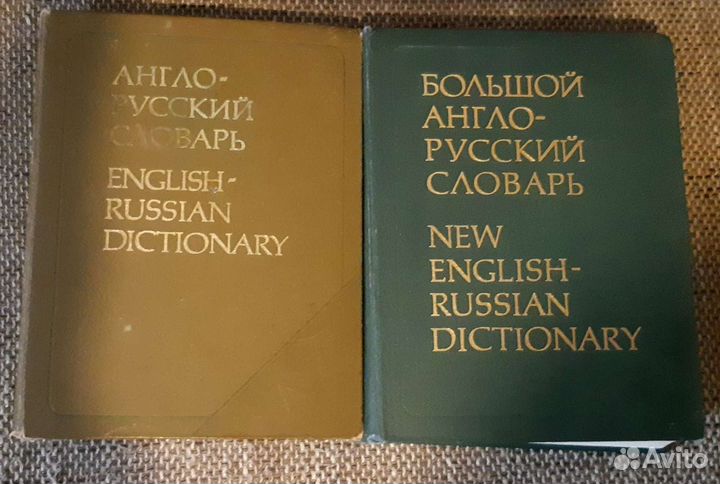 АНГЛО-
РУССКИЙ
СЛОВАРЬ
ENGLISH-
RUSSIAN
DICTIONARY
БОЛЬШОЙ
АНГЛО-
РУССКИЙ
СЛОВАРЬ
NEW
ENGLISH-
RUSSIAN
DICTIONARY
Avito